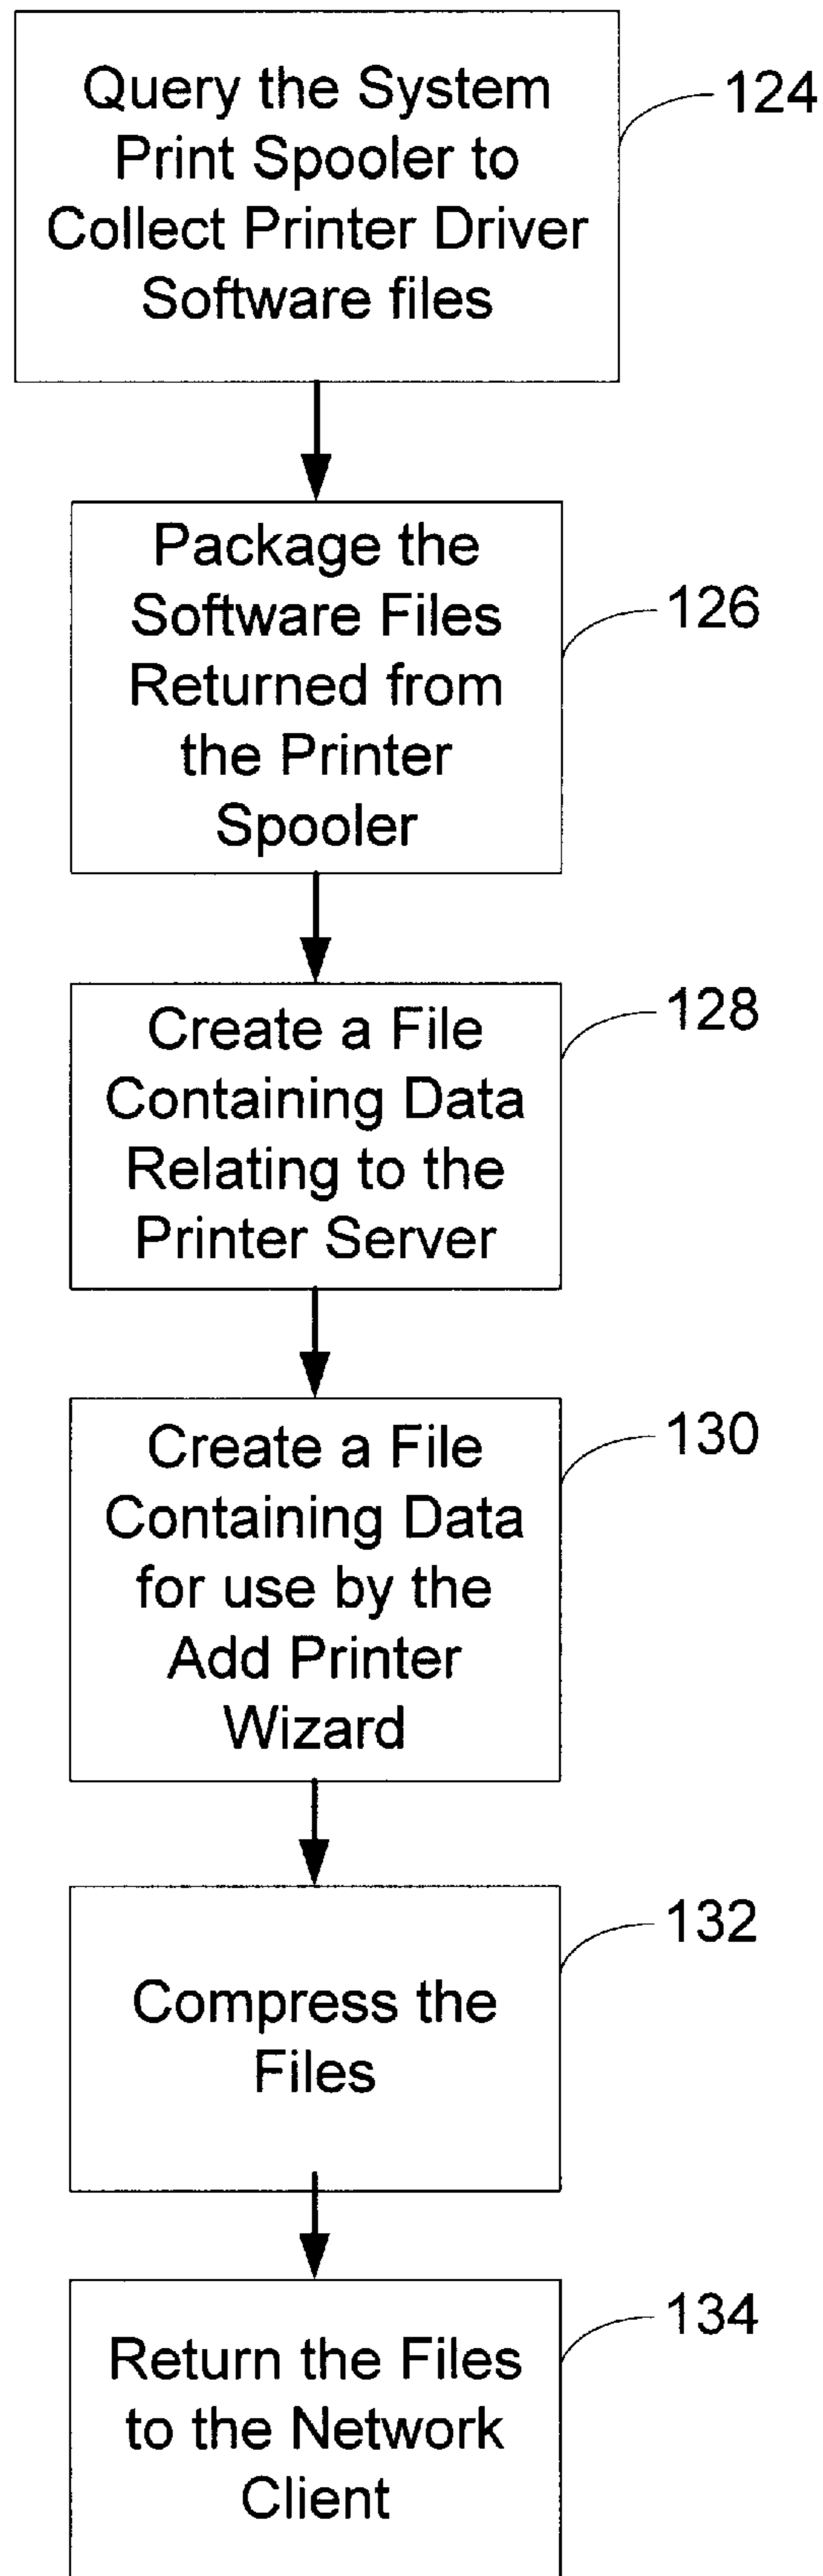 Query the System
Print Spooler to
Collect Printer Driver
Software files
124
Package the
Software Files
Returned from
the Printer
Spooler
126
Create a File
Containing Data
Relating to the
Printer Server
128
Create a File
Containing Data
for use by the
Add Printer
Wizard
130
Compress the
Files
132
Return the Files
to the Network
Client
134